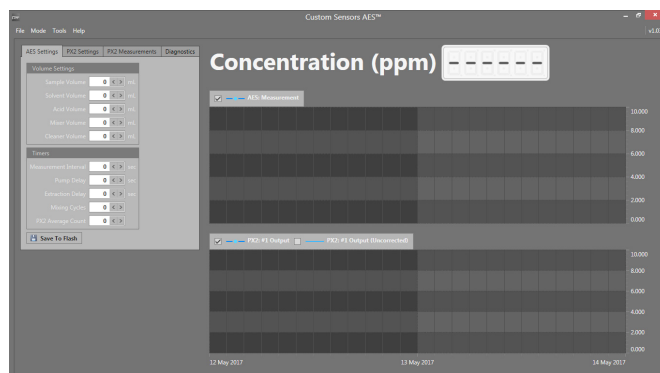 Custom Sensors AES™
File Mode Tools Help
AES Settings PX2 Settings PX2 Measurements Diagnostics
Volume Settings
Sample Volume 0 mL
Solvent Volume 0 mL
Acid Volume 0 mL
Mixer Volume 0 mL
Cleaner Volume 0 mL
Timers
Measurement Interval 0 sec
Pump Delay 0 sec
Extraction Delay 0 sec
Mixing Cycles 0
PX2 Average Count 0
Save To Flash
Concentration (ppm) ------
AES: Measurement
10.000
8.000
6.000
4.000
2.000
0.000
PX2: #1 Output PX2: #1 Output (Uncorrected)
10.000
8.000
6.000
4.000
2.000
0.000
12 May 2017 13 May 2017 14 May 2017